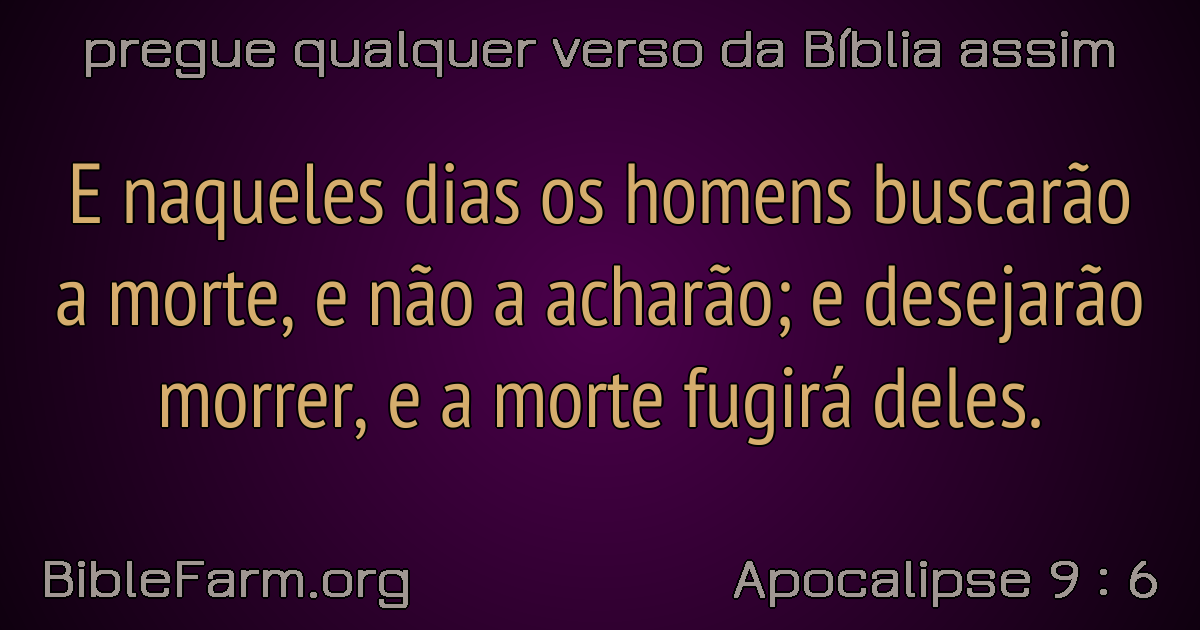 pregue qualquer verso da Bíblia assim
E naqueles dias os homens buscarão
a morte, e não a acharão; e desejarão
morrer, e a morte fugirá deles.
BibleFarm.org
Apocalipse 9 : 6